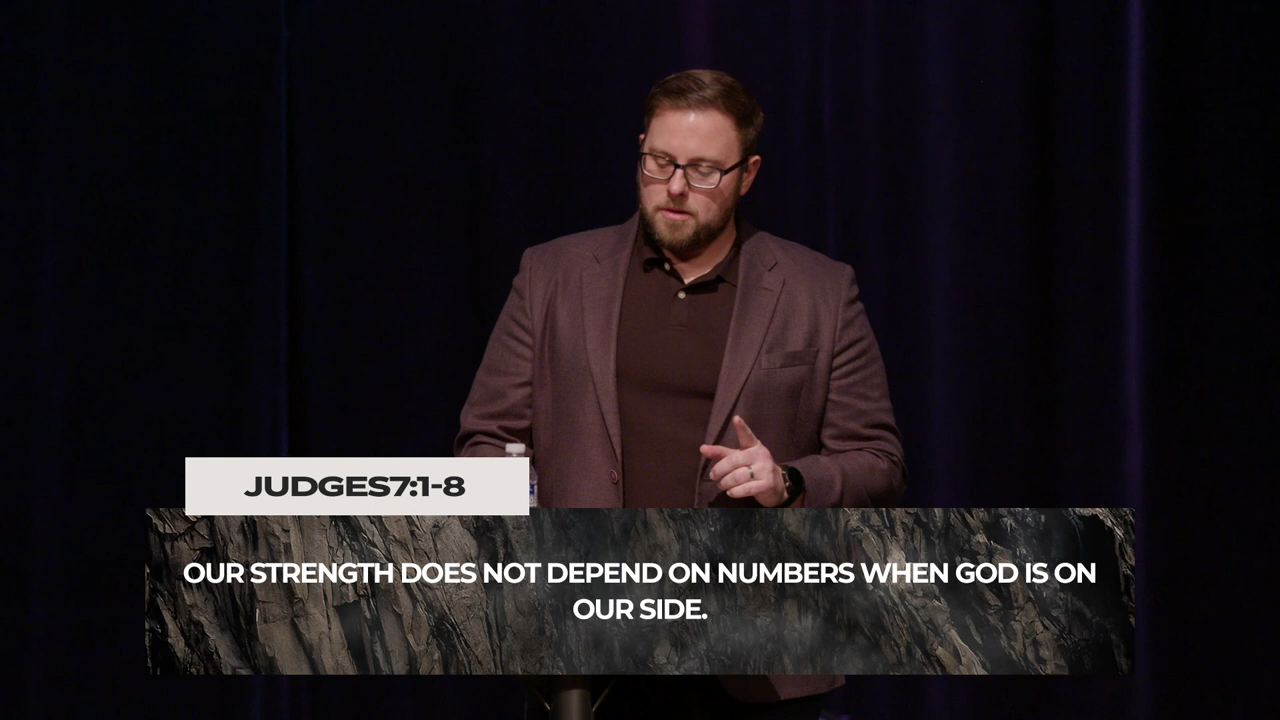 JUDGES7:1-8
OUR STRENGTH DOES NOT DEPEND ON NUMBERS WHEN GOD IS ON
OUR SIDE.